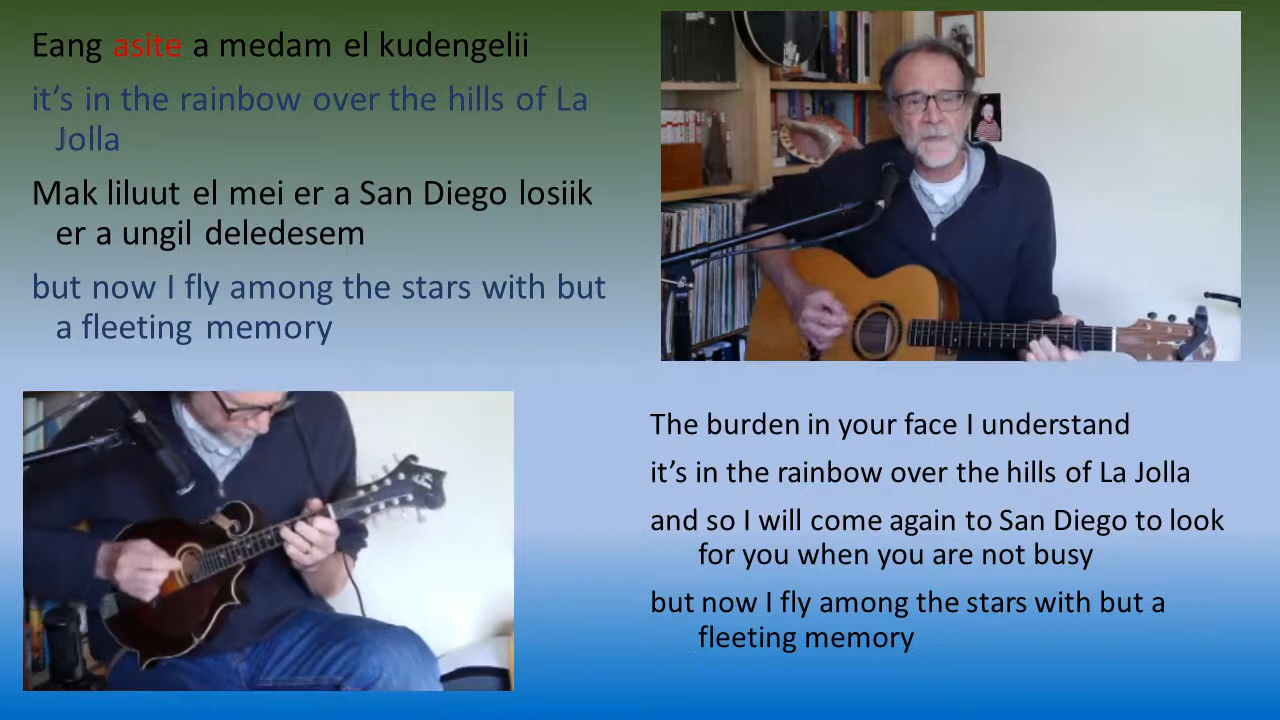 Eang asite a medam el kudengelii
it’s in the rainbow over the hills of La
Jolla
Mak liluut el mei er a San Diego losiik
er a ungil deledesem
but now I fly among the stars with but
a fleeting memory
The burden in your face I understand
it’s in the rainbow over the hills of La Jolla
and so I will come again to San Diego to look
for you when you are not busy
but now I fly among the stars with but a
fleeting memory